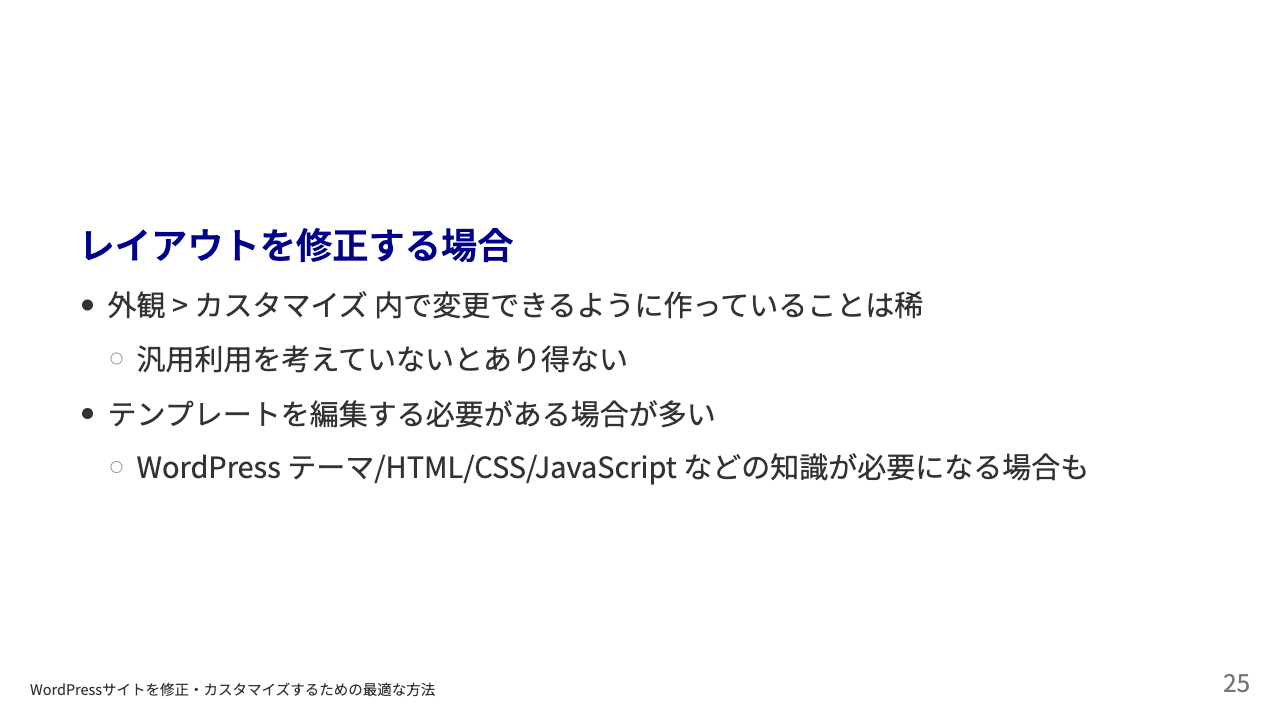 レイアウトを修正する場合
外観 > カスタマイズ 内で変更できるように作っていることは稀
汎用利用を考えていないとあり得ない
テンプレートを編集する必要がある場合が多い
WordPress テーマ/HTML/CSS/JavaScript などの知識が必要になる場合も
WordPressサイトを修正・カスタマイズするための最適な方法
25